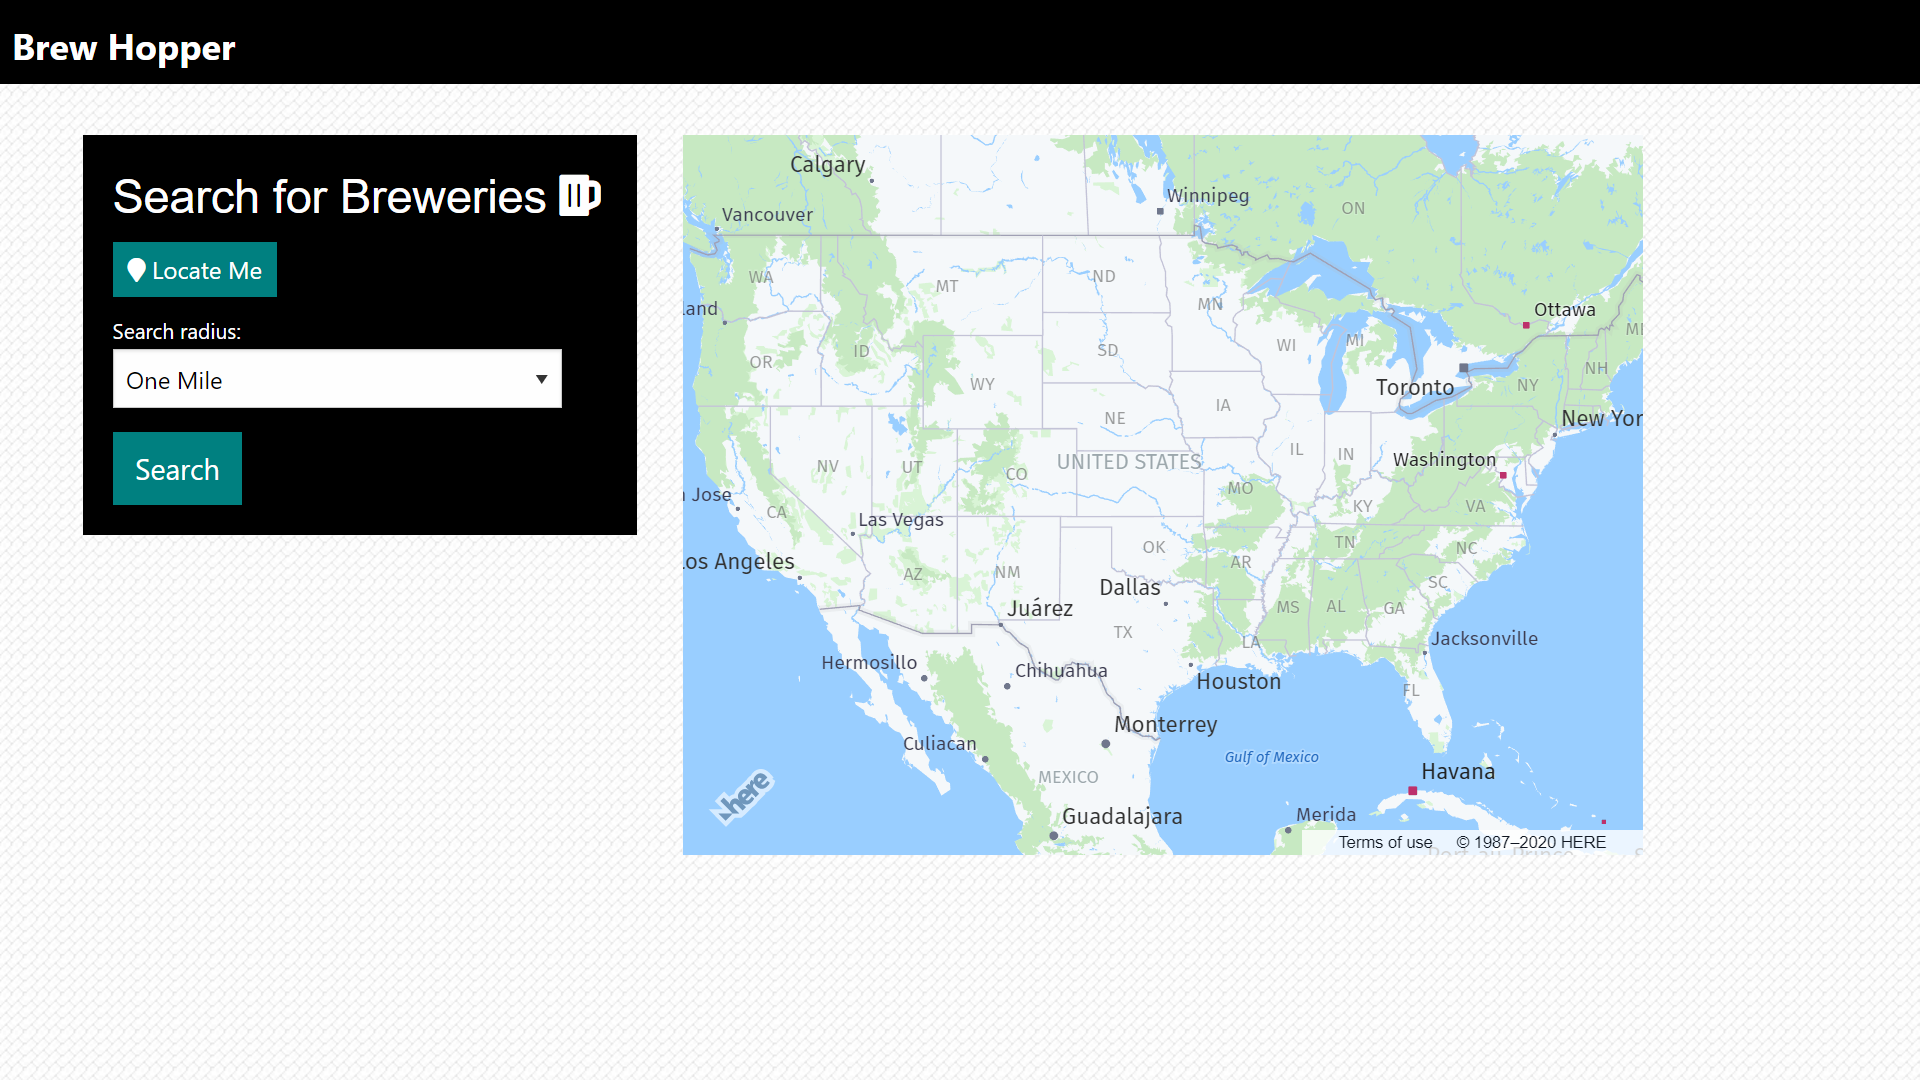 Brew Hopper
Search for Breweries
Locate Me
Search radius:
One Mile
Search
Calgary
Winnipeg
Vancouver
ON
WA
MT
ND
MN
land
Ottawa
ME
OR
ID
SD
WI
MI
WY
Toronto
NY
NH
NE
IA
New Yor
NV
UT
CO
UNITED STATES
IL
IN
Washington
n Jose
CA
Las Vegas
MO
KY
VA
os Angeles
AZ
NM
OK
AR
TN
NC
Dallas
SC
Juárez
TX
MS
AL
GA
LA
Jacksonville
Hermosillo
Chihuahua
Houston
FL
Monterrey
Culiacan
Gulf of Mexico
MEXICO
Havana
here
Guadalajara
Merida
Terms of use © 1987–2020 HERE